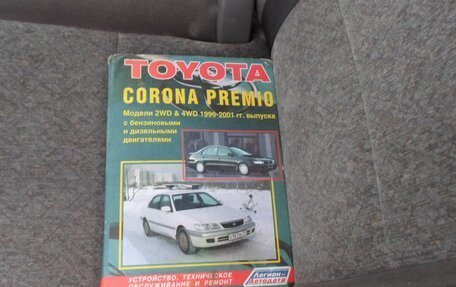 TOYOTA
CORONA PREMIO
Модели 2WD & 4WD 1996-2001 гг. выпуска
с бензиновыми
и дизельными
двигателями
УСТРОЙСТВО, ТЕХНИЧЕСКОЕ
ОБСЛУЖИВАНИЕ И РЕМОНТ
Легион-
Автодата